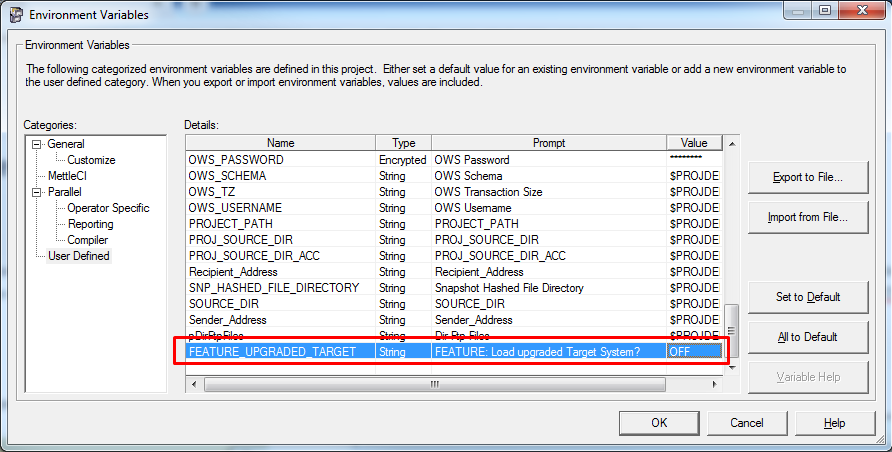 Environment Variables
Environment Variables
The following categorized environment variables are defined in this project. Either set a default value for an existing environment variable or add a new environment variable to
the user defined category. When you export or import environment variables, values are included.
Categories:
General
Customize
MettleCI
Parallel
Operator Specific
Reporting
Compiler
User Defined
Details:
Name Type Prompt Value
OWS_PASSWORD Encrypted OWS Password ********
OWS_SCHEMA String OWS Schema $PROJDE
OWS_TZ String OWS Transaction Size $PROJDE
OWS_USERNAME String OWS Username $PROJDE
PROJECT_PATH String PROJECT_PATH $PROJDE
PROJ_SOURCE_DIR String PROJ_SOURCE_DIR $PROJDE
PROJ_SOURCE_DIR_ACC String PROJ_SOURCE_DIR_ACC $PROJDE
Recipient_Address String Recipient_Address $PROJDE
SNP_HASHED_FILE_DIRECTORY String Snapshot Hashed File Directory $PROJDE
SOURCE_DIR String SOURCE_DIR $PROJDE
Sender_Address String Sender_Address $PROJDE
pDirFtpFiles String Dir Ftp Files $PROJDE
FEATURE_UPGRADED_TARGET String FEATURE: Load upgraded Target System? OFF
Export to File...
Import from File...
Set to Default
All to Default
Variable Help
OK Cancel Help